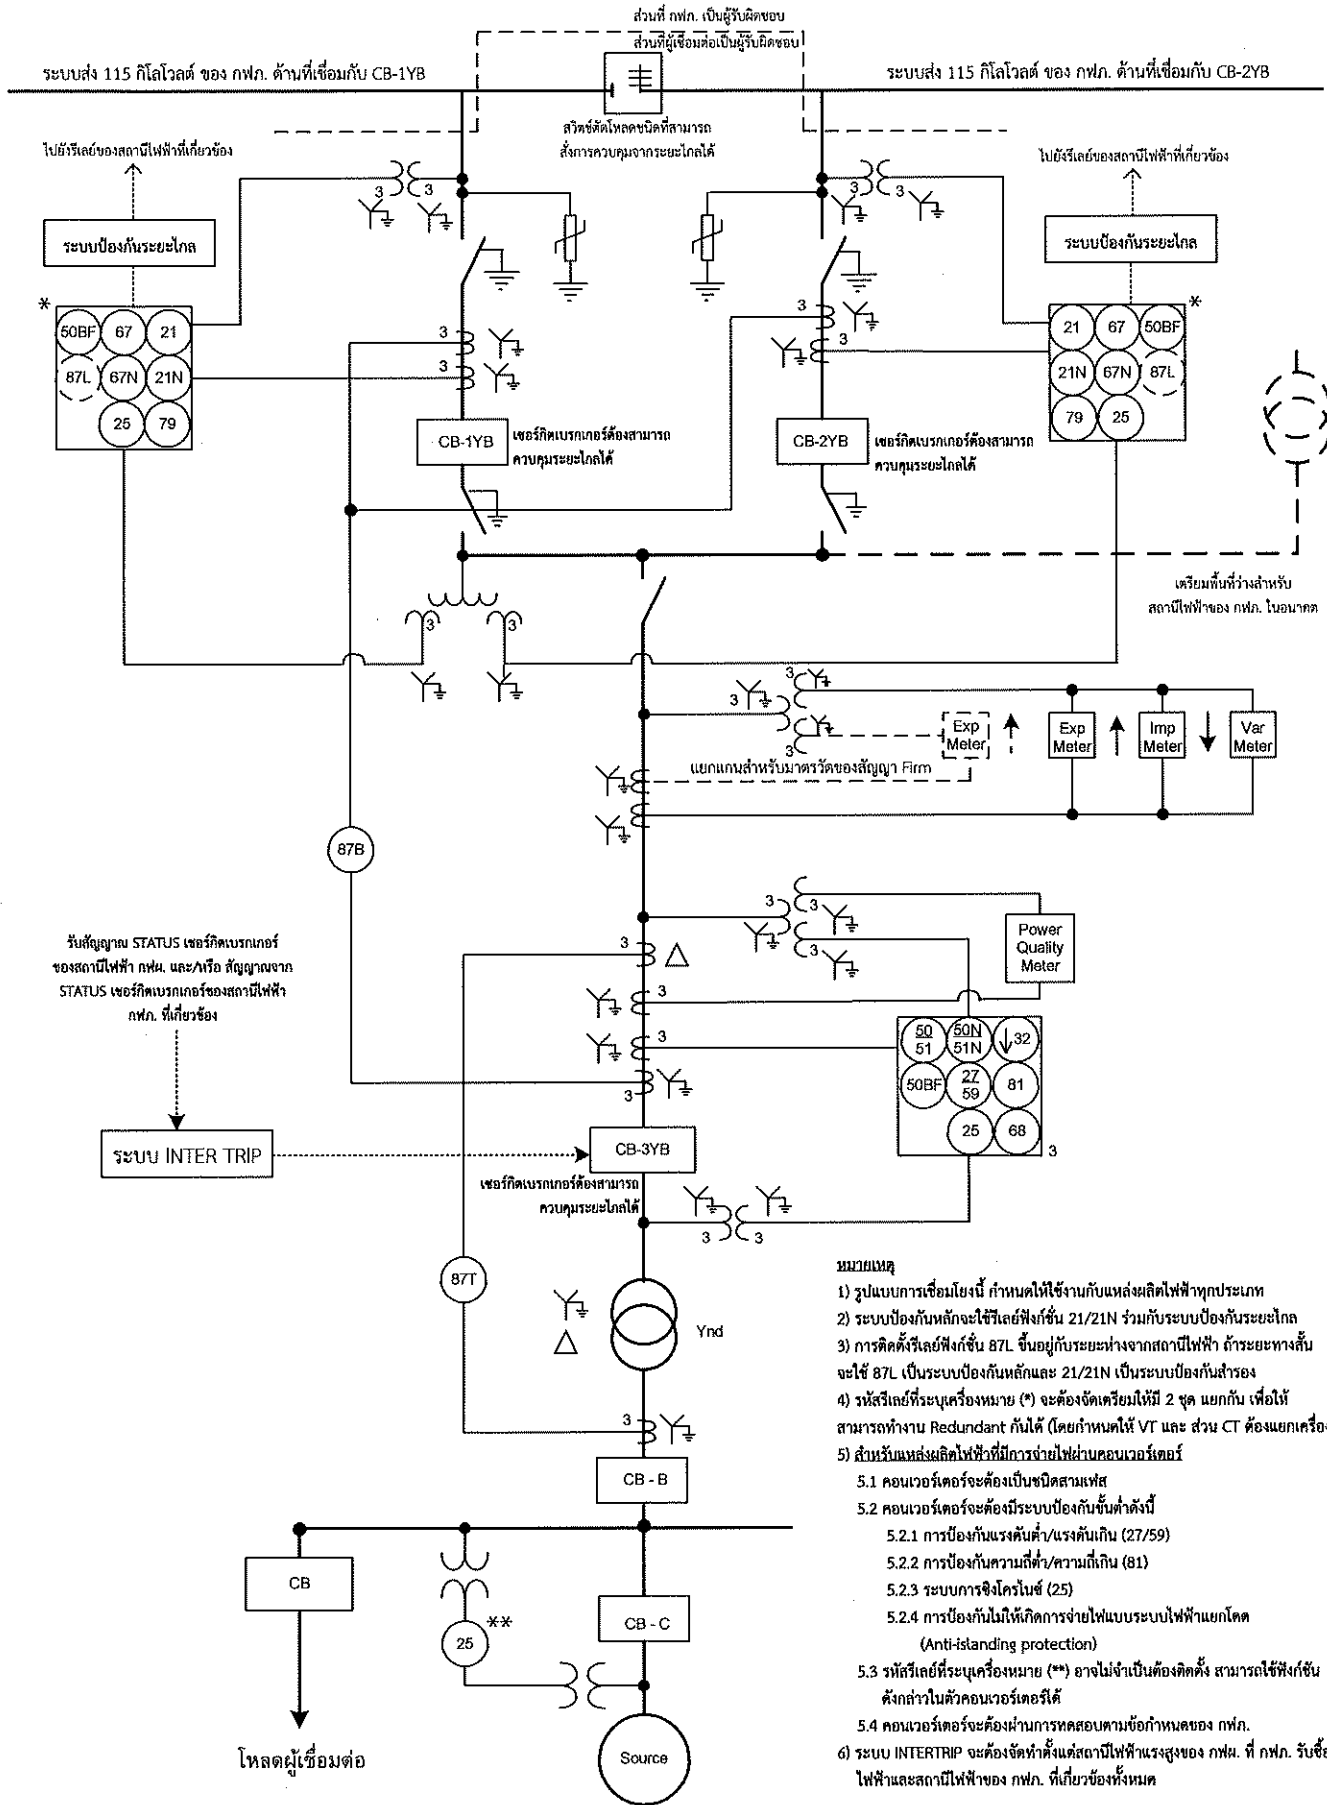 ส่วนที่ กฟภ. เป็นผู้รับผิดชอบ
ส่วนที่ผู้เชื่อมต่อเป็นผู้รับผิดชอบ
ระบบส่ง 115 กิโลโวลต์ ของ กฟภ. ด้านที่เชื่อมกับ CB-1YB
ระบบส่ง 115 กิโลโวลต์ ของ กฟภ. ด้านที่เชื่อมกับ CB-2YB
สวิตช์ตัดโหลดชนิดที่สามารถ
สั่งการควบคุมจากระยะไกลได้
ไปยังรีเลย์ของสถานีไฟฟ้าที่เกี่ยวข้อง
ไปยังรีเลย์ของสถานีไฟฟ้าที่เกี่ยวข้อง
3 3
3 3
ระบบป้องกันระยะไกล
ระบบป้องกันระยะไกล
*
50BF 67 21
87L 67N 21N
25 79
3
3
3
3
*
21 67 50BF
21N 67N 87L
79 25
CB-1YB
เซอร์กิตเบรกเกอร์ต้องสามารถ
ควบคุมระยะไกลได้
CB-2YB
เซอร์กิตเบรกเกอร์ต้องสามารถ
ควบคุมระยะไกลได้
เตรียมพื้นที่ว่างสำหรับ
สถานีไฟฟ้าของ กฟภ. ในอนาคต
3 3
3
3
3
Exp
Meter
Exp
Meter
Imp
Meter
Var
Meter
แยกแกนสำหรับมาตรวัดของสัญญา Firm
87B
3 3
3
Power
Quality
Meter
รับสัญญาณ STATUS เซอร์กิตเบรกเกอร์
ของสถานีไฟฟ้า กฟผ. และ/หรือ สัญญาณจาก
STATUS เซอร์กิตเบรกเกอร์ของสถานีไฟฟ้า
กฟภ. ที่เกี่ยวข้อง
3
3
3
3
50
51
50N
51N
32
50BF
27
59
81
25 68
3
ระบบ INTER TRIP
CB-3YB
เซอร์กิตเบรกเกอร์ต้องสามารถ
ควบคุมระยะไกลได้
3 3
87T
Ynd
3
CB - B
CB
25
**
CB - C
Source
โหลดผู้เชื่อมต่อ
หมายเหตุ
1) รูปแบบการเชื่อมโยงนี้ กำหนดให้ใช้งานกับแหล่งผลิตไฟฟ้าทุกประเภท
2) ระบบป้องกันหลักจะใช้รีเลย์ฟังก์ชั่น 21/21N ร่วมกับระบบป้องกันระยะไกล
3) การติดตั้งรีเลย์ฟังก์ชั่น 87L ขึ้นอยู่กับระยะห่างจากสถานีไฟฟ้า ถ้าระยะทางสั้น
จะใช้ 87L เป็นระบบป้องกันหลักและ 21/21N เป็นระบบป้องกันสำรอง
4) รหัสรีเลย์ที่ระบุเครื่องหมาย (*) จะต้องจัดเตรียมให้มี 2 ชุด แยกกัน เพื่อให้
สามารถทำงาน Redundant กันได้ (โดยกำหนดให้ VT และ ส่วน CT ต้องแยกเครื่อง
5) สำหรับแหล่งผลิตไฟฟ้าที่มีการจ่ายไฟผ่านคอนเวอร์เตอร์
5.1 คอนเวอร์เตอร์จะต้องเป็นชนิดสามเฟส
5.2 คอนเวอร์เตอร์จะต้องมีระบบป้องกันขั้นต่ำดังนี้
5.2.1 การป้องกันแรงดันต่ำ/แรงดันเกิน (27/59)
5.2.2 การป้องกันความถี่ต่ำ/ความถี่เกิน (81)
5.2.3 ระบบการซิงโครไนซ์ (25)
5.2.4 การป้องกันไม่ให้เกิดการจ่ายไฟแบบระบบไฟฟ้าแยกโดด
(Anti-islanding protection)
5.3 รหัสรีเลย์ที่ระบุเครื่องหมาย (**) อาจไม่จำเป็นต้องติดตั้ง สามารถใช้ฟังก์ชัน
ดังกล่าวในตัวคอนเวอร์เตอร์ได้
5.4 คอนเวอร์เตอร์จะต้องผ่านการทดสอบตามข้อกำหนดของ กฟภ.
6) ระบบ INTERTRIP จะต้องจัดทำตั้งแต่สถานีไฟฟ้าแรงสูงของ กฟผ. ที่ กฟภ. รับซื้อ
ไฟฟ้าและสถานีไฟฟ้าของ กฟภ. ที่เกี่ยวข้องทั้งหมด